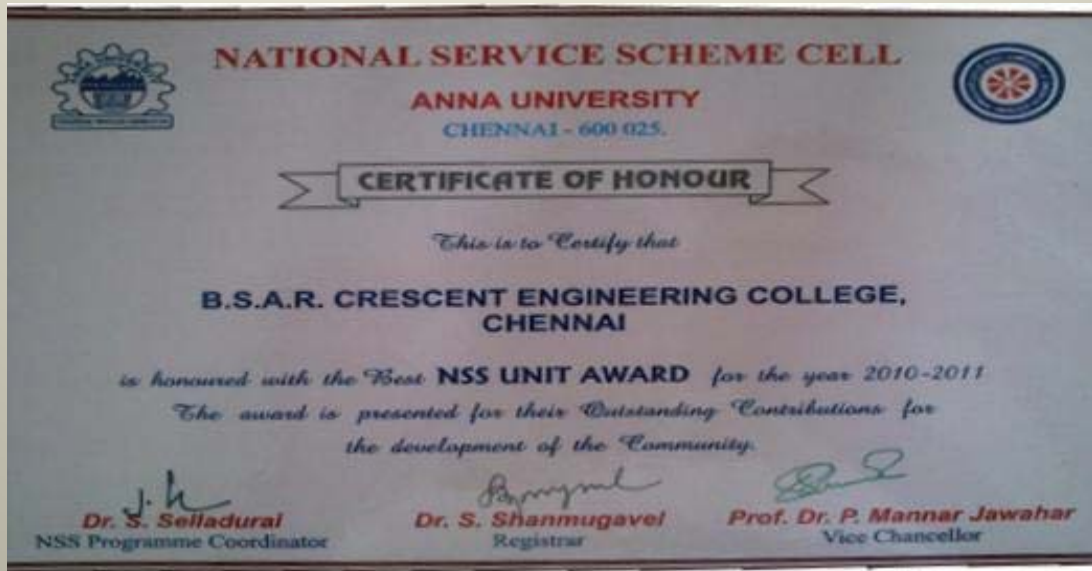 NATIONAL SERVICE SCHEME CELL
ANNA UNIVERSITY
CHENNAI - 600 025.
CERTIFICATE OF HONOUR
This is to Certify that
B.S.A.R. CRESCENT ENGINEERING COLLEGE,
CHENNAI
is honoured with the Best NSS UNIT AWARD for the year 2010-2011
The award is presented for their Outstanding Contributions for
the development of the Community.
Dr. S. Selladurai
NSS Programme Coordinator
Dr. S. Shanmugavel
Registrar
Prof. Dr. P. Mannar Jawahar
Vice Chancellor